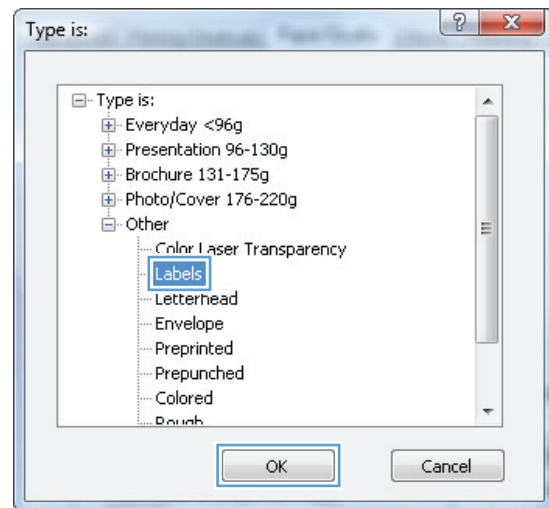 Type is:
Type is:
Everyday <96g
Presentation 96-130g
Brochure 131-175g
Photo/Cover 176-220g
Other
Color Laser Transparency
Labels
Letterhead
Envelope
Preprinted
Prepunched
Colored
Rough
OK Cancel